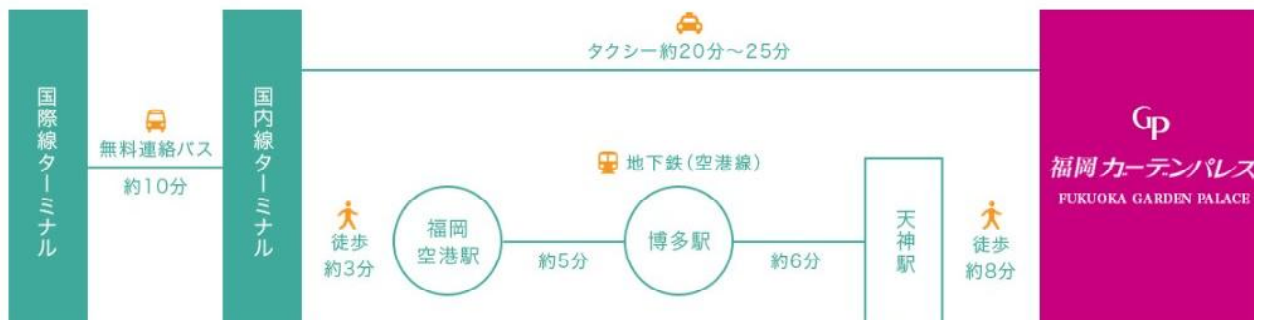 国際線ターミナル
無料連絡バス
約10分
国内線ターミナル
タクシー約20分～25分
徒歩
約3分
福岡
空港駅
約5分
地下鉄(空港線)
博多駅
約6分
天神駅
徒歩
約8分
GP
福岡ガーデンパレス
FUKUOKA GARDEN PALACE